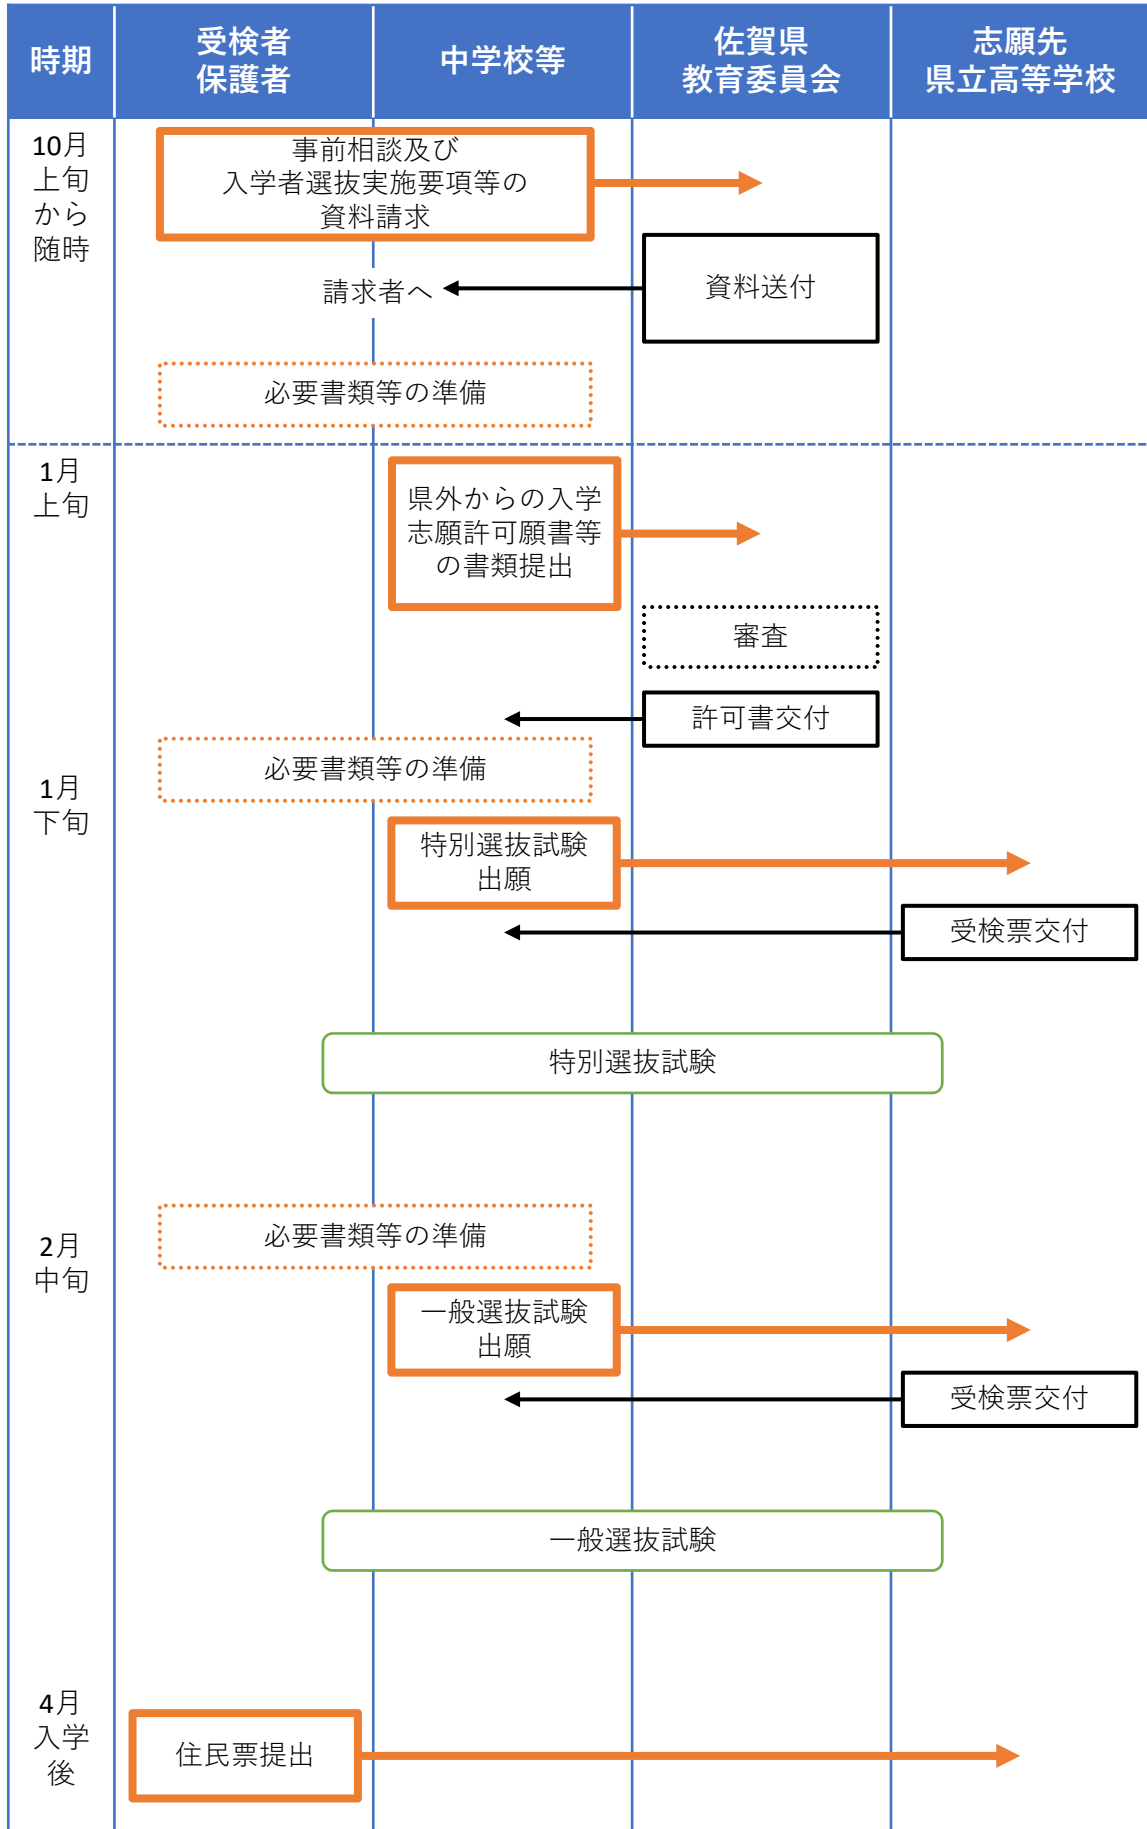 時期
受検者
保護者
中学校等
佐賀県
教育委員会
志願先
県立高等学校
10月
上旬
から
随時
事前相談及び
入学者選抜実施要項等の
資料請求
資料送付
請求者へ
必要書類等の準備
1月
上旬
県外からの入学
志願許可願書等
の書類提出
審査
許可書交付
必要書類等の準備
1月
下旬
特別選抜試験
出願
受検票交付
特別選抜試験
必要書類等の準備
2月
中旬
一般選抜試験
出願
受検票交付
一般選抜試験
4月
入学
後
住民票提出